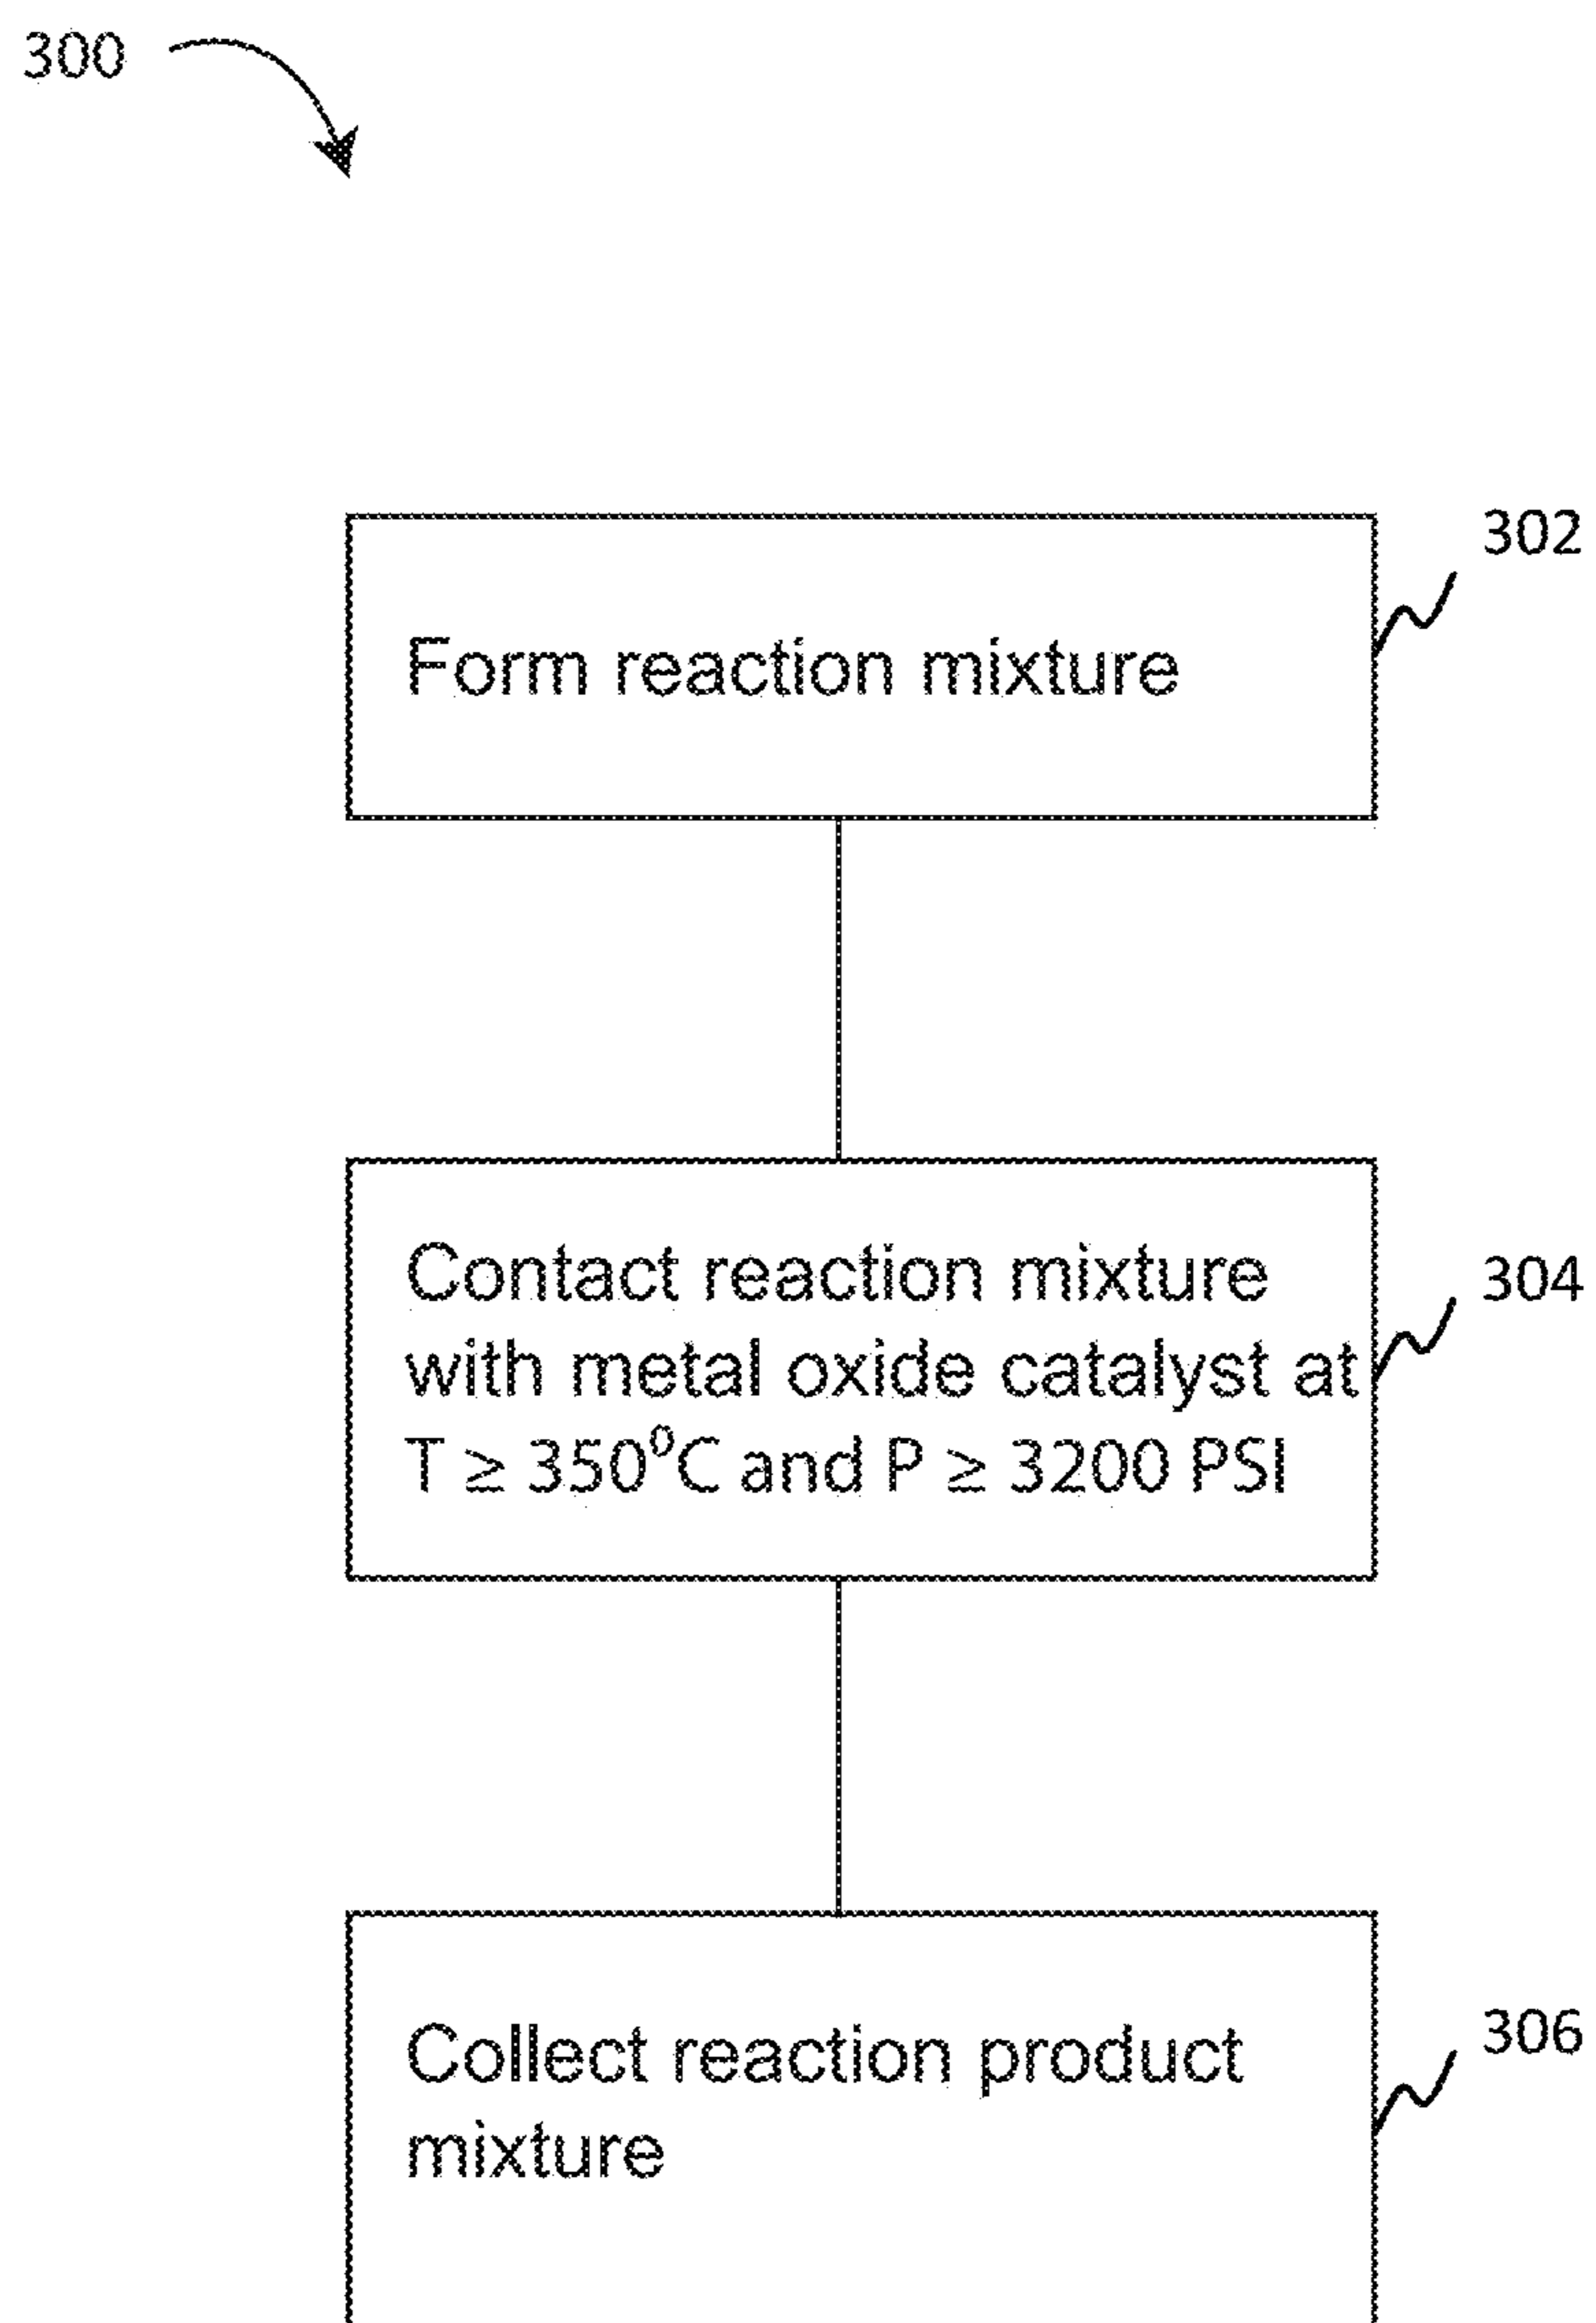 300
302
Form reaction mixture
304
Contact reaction mixture
with metal oxide catalyst at
T ≥ 350⁰C and P ≥ 3200 PSI
306
Collect reaction product
mixture